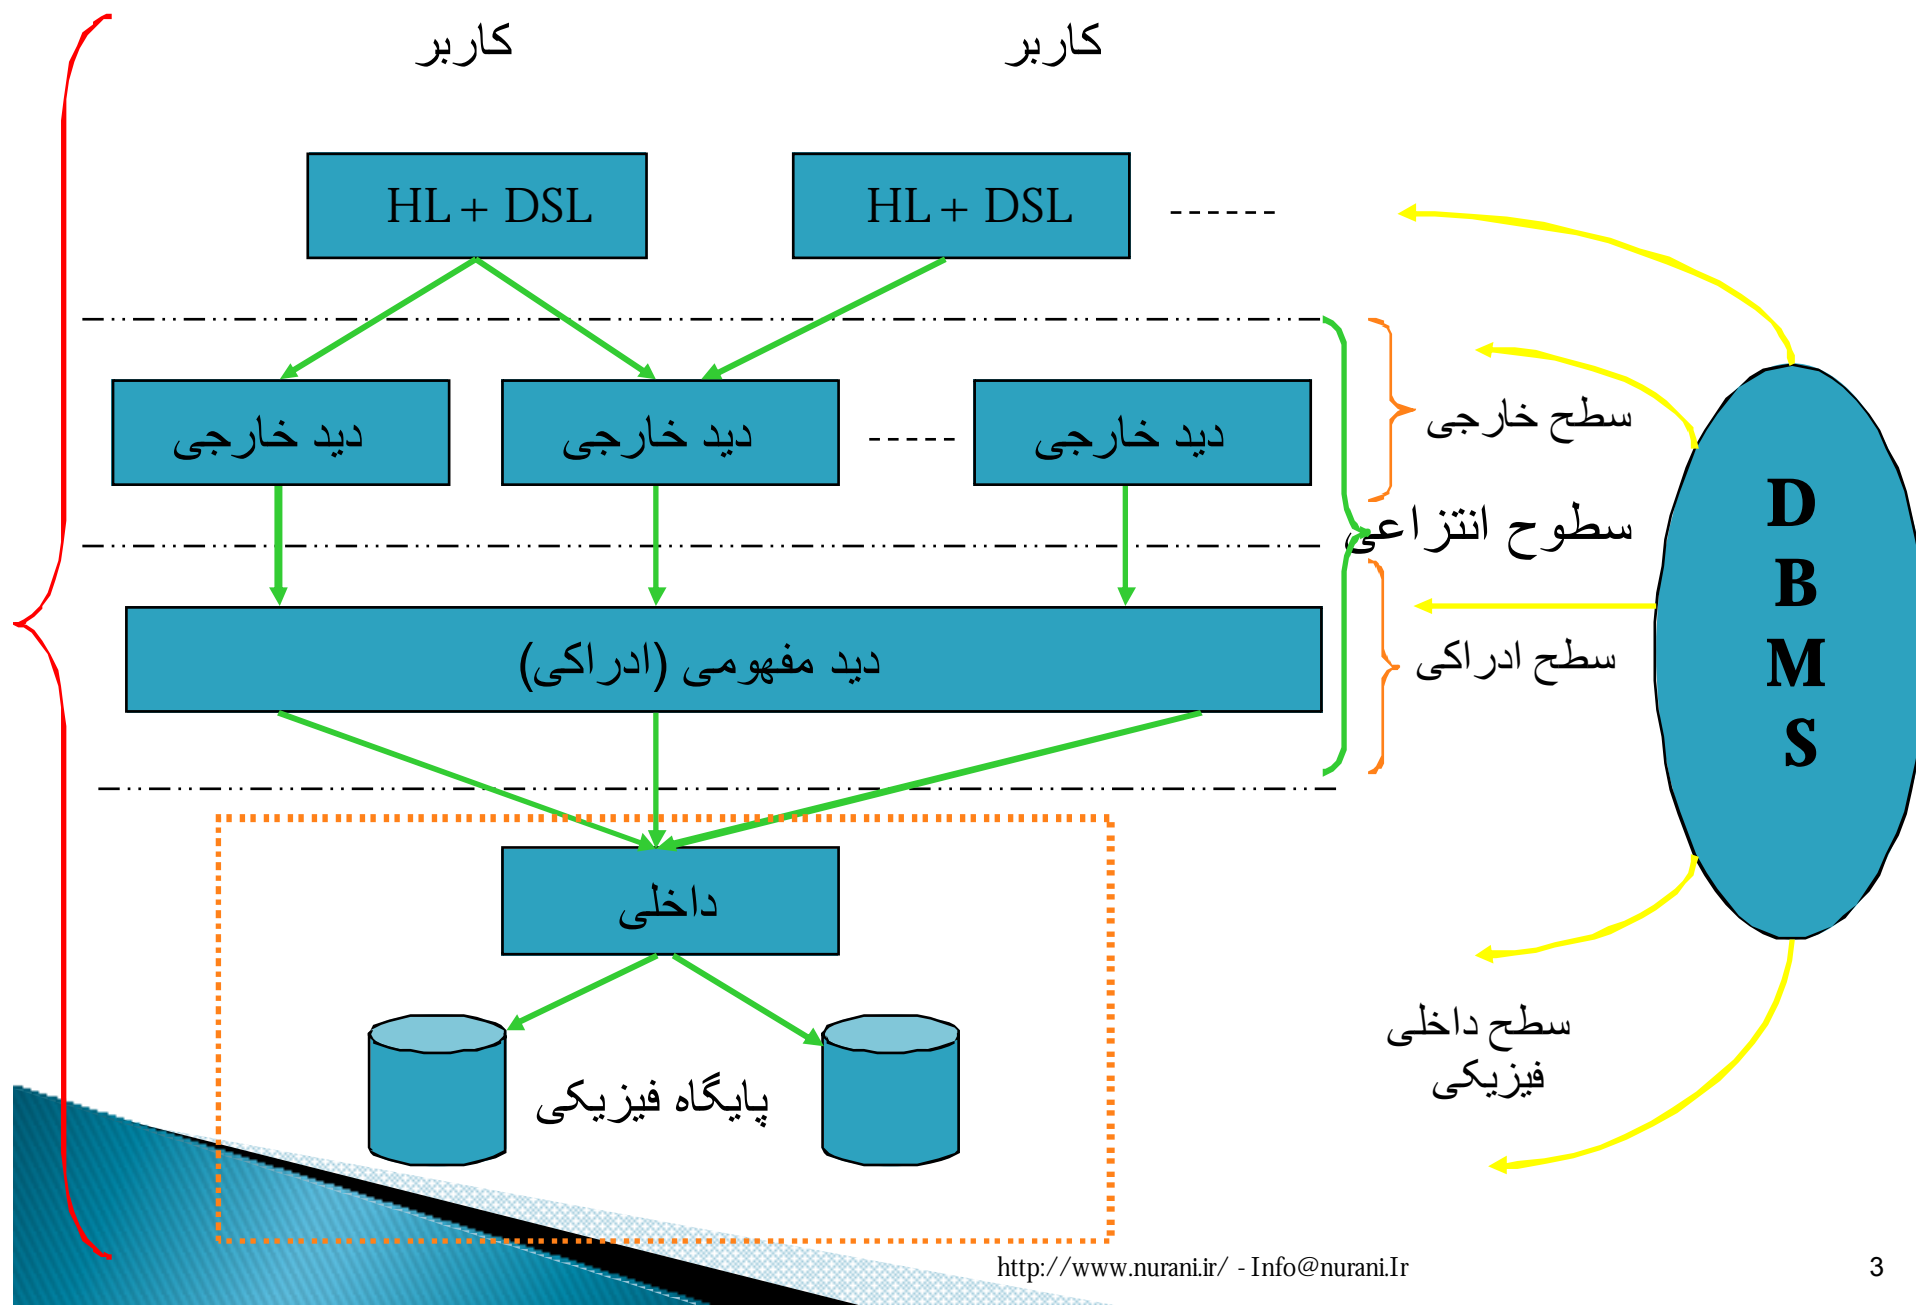 کاربر
کاربر
HL + DSL
HL + DSL
------
دید خارجی
دید خارجی
-----
دید خارجی
سطح خارجی
سطوح انتزاعی
دید مفهومی (ادراکی)
سطح ادراکی
D
B
M
S
داخلی
پایگاه فیزیکی
سطح داخلی
فیزیکی
http://www.nurani.ir/ - Info@nurani.Ir
3